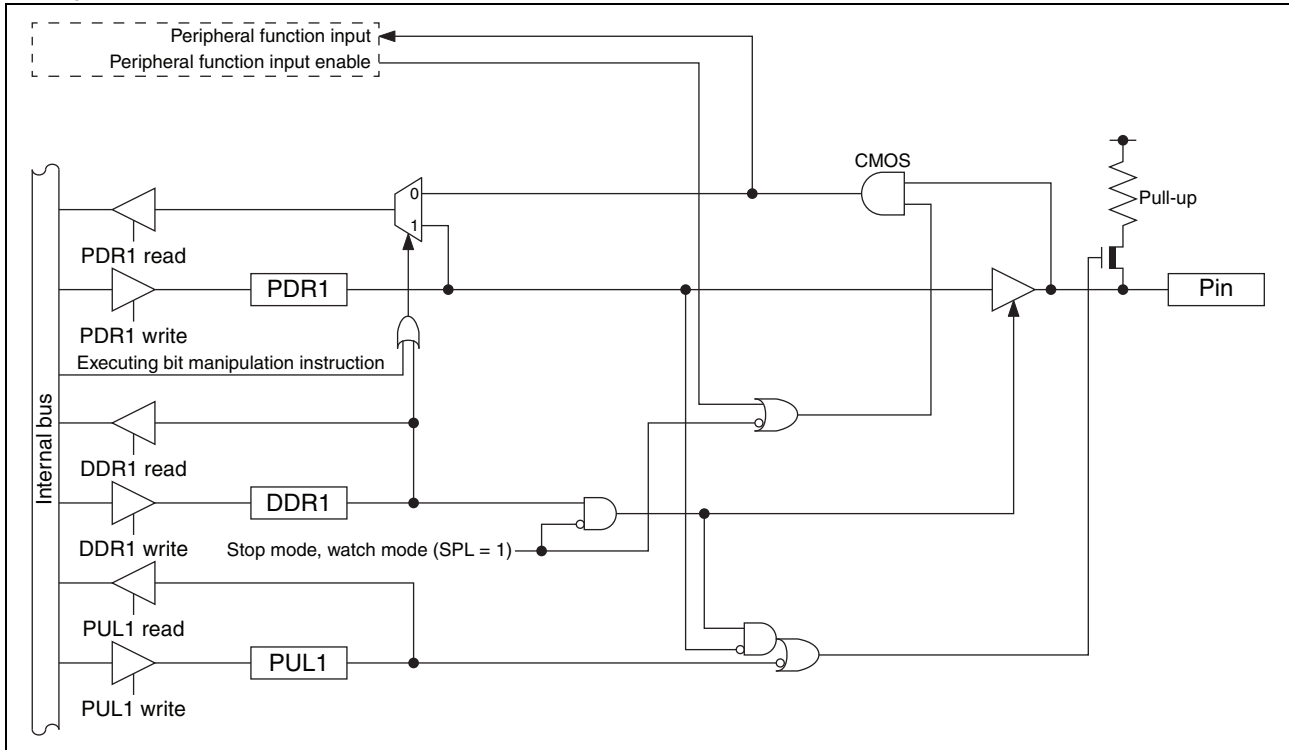 Peripheral function input
Peripheral function input enable
CMOS
Pull-up
0
1
PDR1 read
PDR1
Pin
PDR1 write
Executing bit manipulation instruction
Internal bus
DDR1 read
DDR1
Stop mode, watch mode (SPL = 1)
DDR1 write
PUL1 read
PUL1
PUL1 write